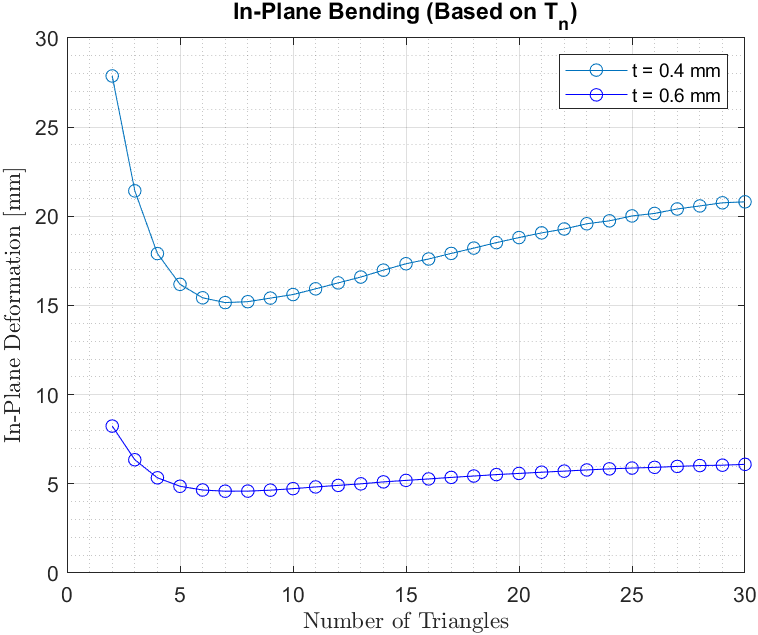 In-Plane Bending (Based on Tn)
t = 0.4 mm
t = 0.6 mm
In-Plane Deformation [mm]
30
25
20
15
10
5
0
0 5 10 15 20 25 30
Number of Triangles